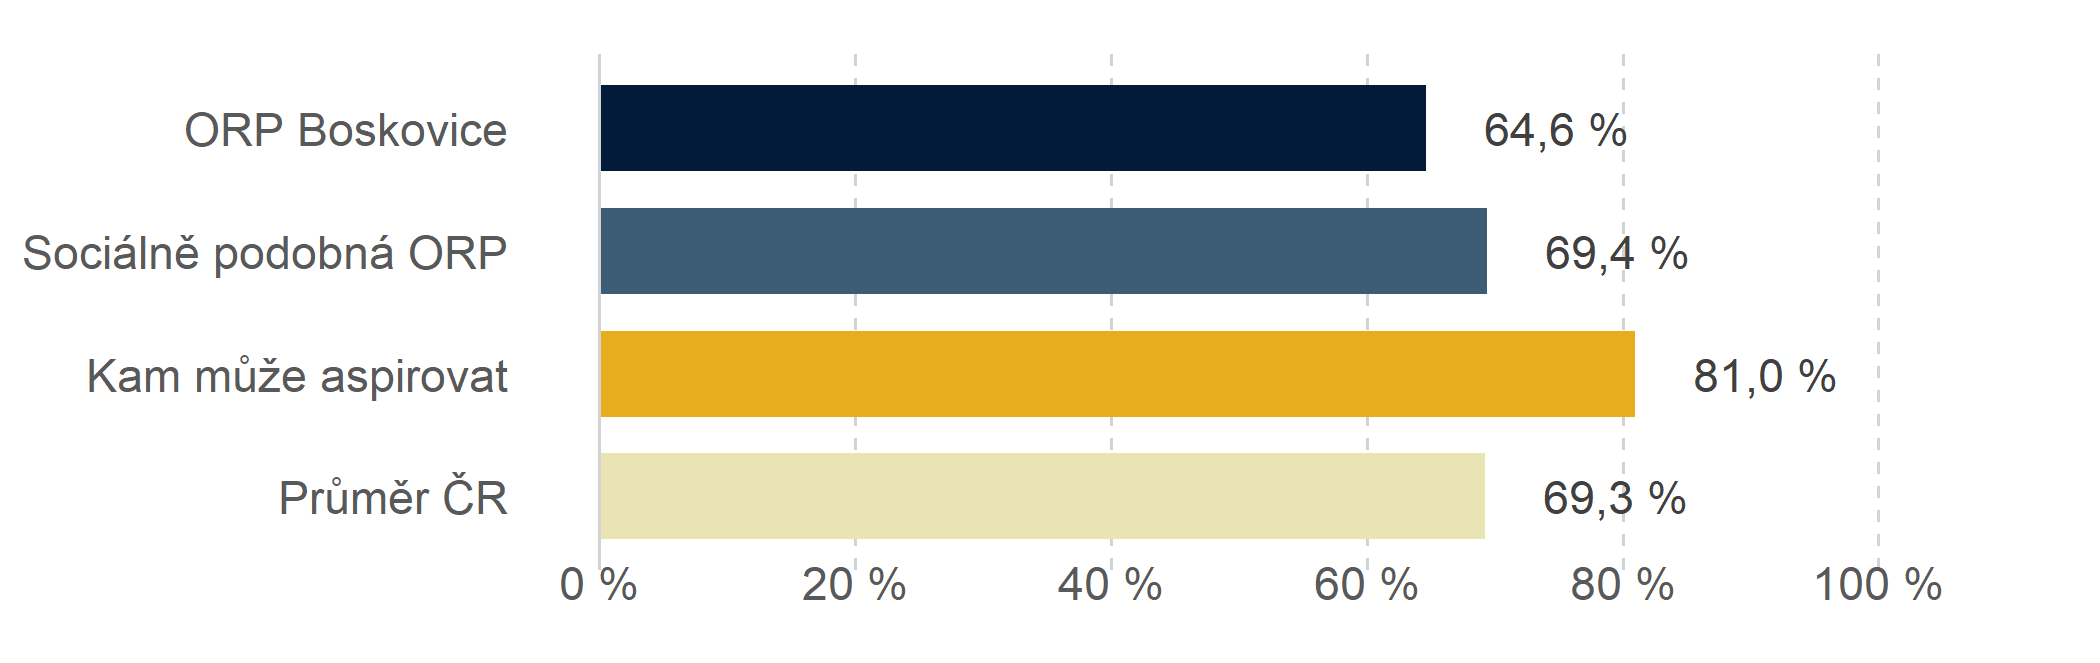 ORP Boskovice
64,6 %
Sociálně podobná ORP
69,4 %
Kam může aspirovat
81,0 %
Průměr ČR
69,3 %
0 %
20 %
40 %
60 %
80 %
100 %